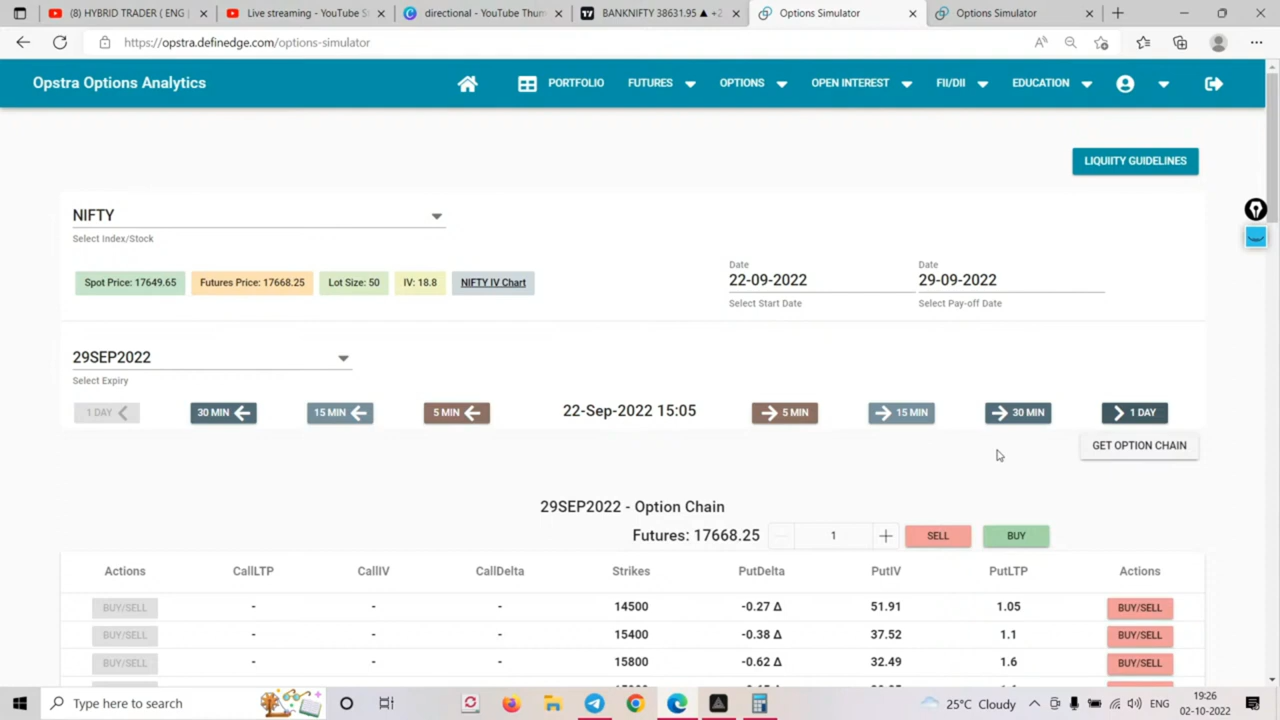 (8) HYBRID TRADER ( ENG |
Live streaming - YouTube S
directional - YouTube Thum
BANKNIFTY 38631.95 ▲ +2
Options Simulator
Options Simulator
https://opstra.definedge.com/options-simulator
Opstra Options Analytics
PORTFOLIO
FUTURES
OPTIONS
OPEN INTEREST
FII/DII
EDUCATION
LIQUIITY GUIDELINES
NIFTY
Select Index/Stock
Spot Price: 17649.65
Futures Price: 17668.25
Lot Size: 50
IV: 18.8
NIFTY IV Chart
Date
22-09-2022
Select Start Date
Date
29-09-2022
Select Pay-off Date
29SEP2022
Select Expiry
1 DAY
30 MIN
15 MIN
5 MIN
22-Sep-2022 15:05
5 MIN
15 MIN
30 MIN
1 DAY
GET OPTION CHAIN
29SEP2022 - Option Chain
Futures: 17668.25
1
SELL
BUY
Actions CallLTP CallIV CallDelta Strikes PutDelta PutIV PutLTP Actions
BUY/SELL - - - 14500 -0.27 Δ 51.91 1.05 BUY/SELL
BUY/SELL - - - 15400 -0.38 Δ 37.52 1.1 BUY/SELL
BUY/SELL - - - 15800 -0.62 Δ 32.49 1.6 BUY/SELL
Type here to search
25°C Cloudy
ENG
19:26
02-10-2022